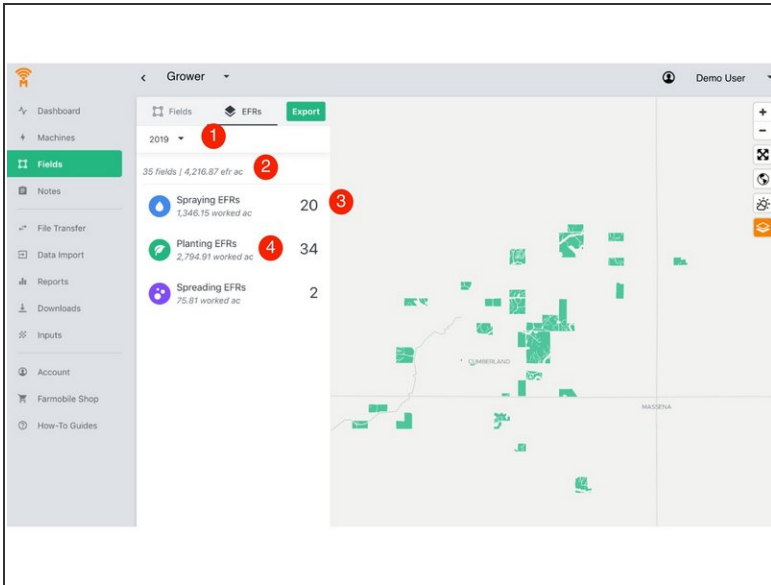 Grower
Demo User
Dashboard
Machines
Fields
Notes
File Transfer
Data Import
Reports
Downloads
Inputs
Account
Farmobile Shop
How-To Guides
Fields EFRs Export
2019 1
35 fields | 4,216.87 efr ac 2
Spraying EFRs 20 3
1,346.15 worked ac
Planting EFRs 4 34
2,794.91 worked ac
Spreading EFRs 2
75.81 worked ac
CUMBERLAND
MASSENA